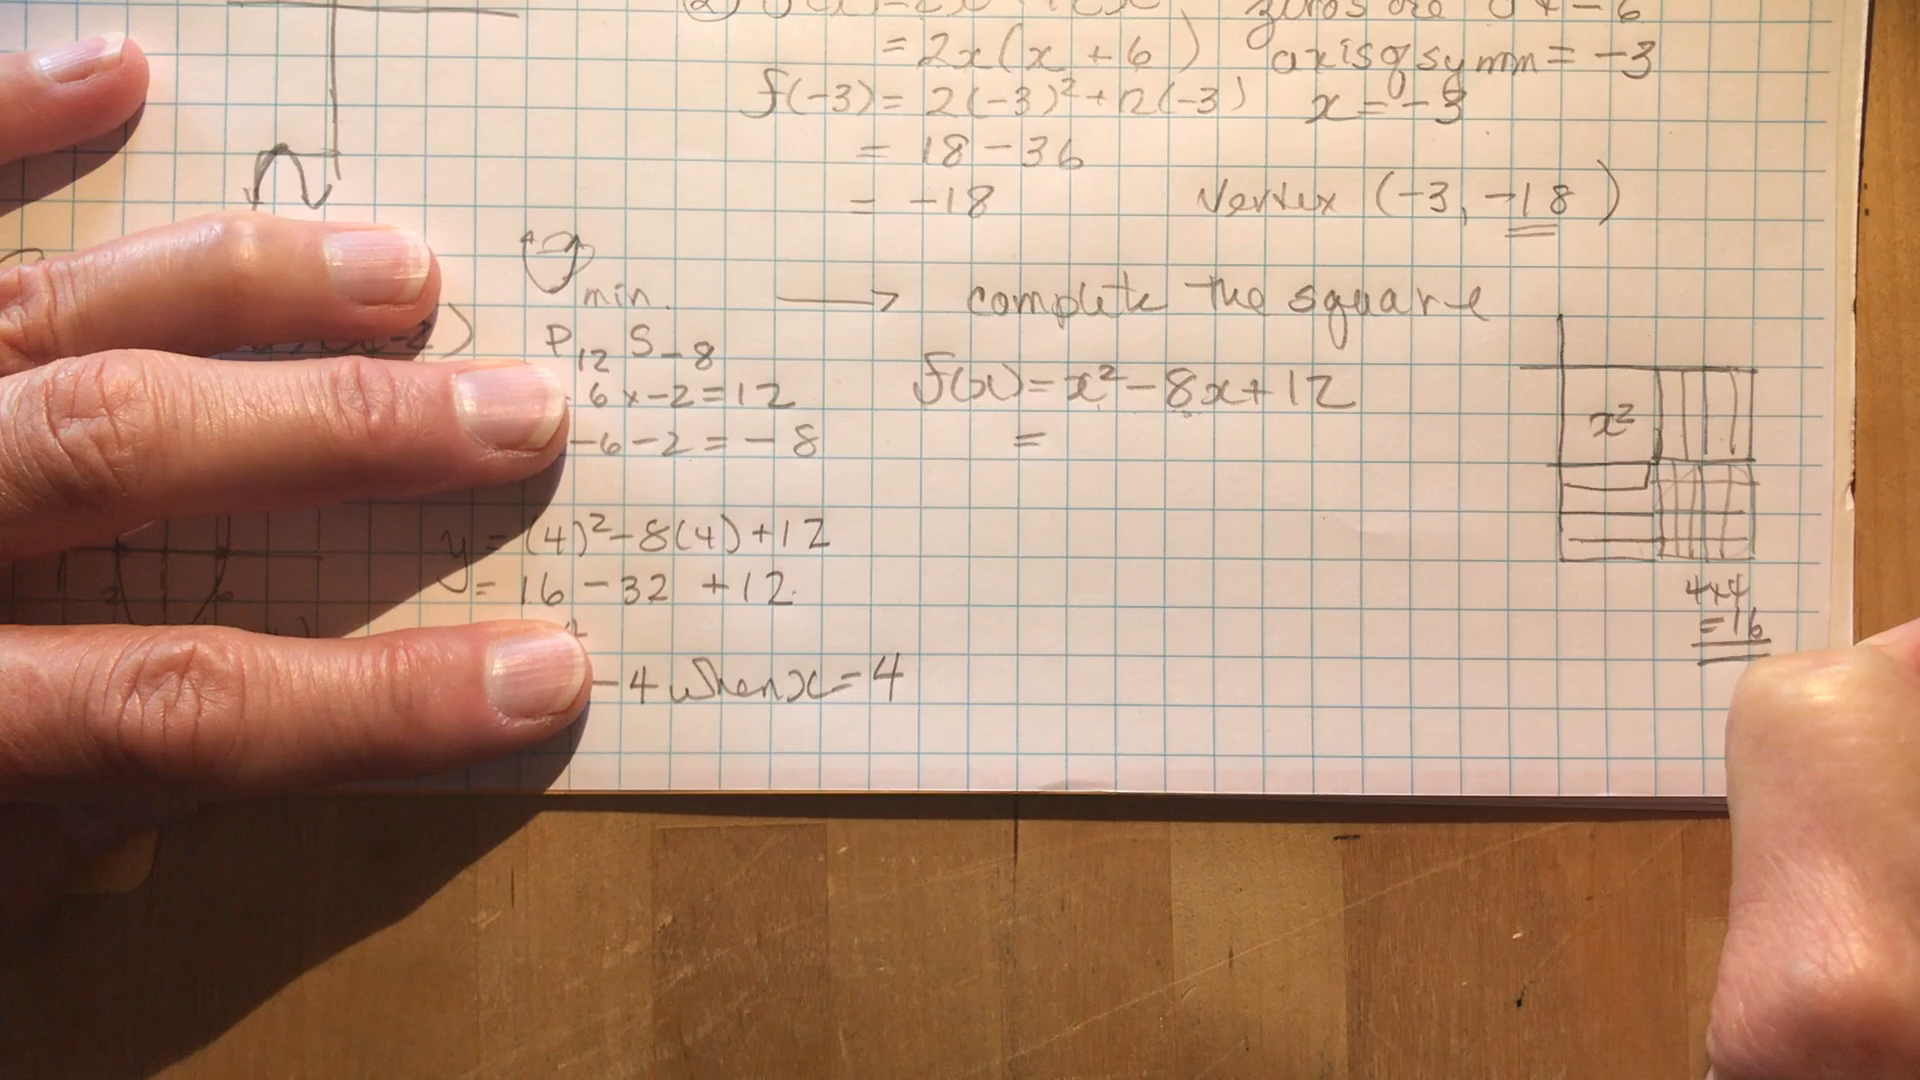 = 2x(x + 6)
axis of symm = -3
f(-3) = 2(-3)² + 12(-3)
x = -3
= 18 - 36
= -18
Vertex (-3, -18)
min.
→ complete the square
P12 S-8
6 x -2 = 12
-6 - 2 = - 8
f(x) = x² - 8x + 12
=
x²
y = (4)² - 8(4) + 12
= 16 - 32 + 12
4x4
= 16
-4 when x = 4